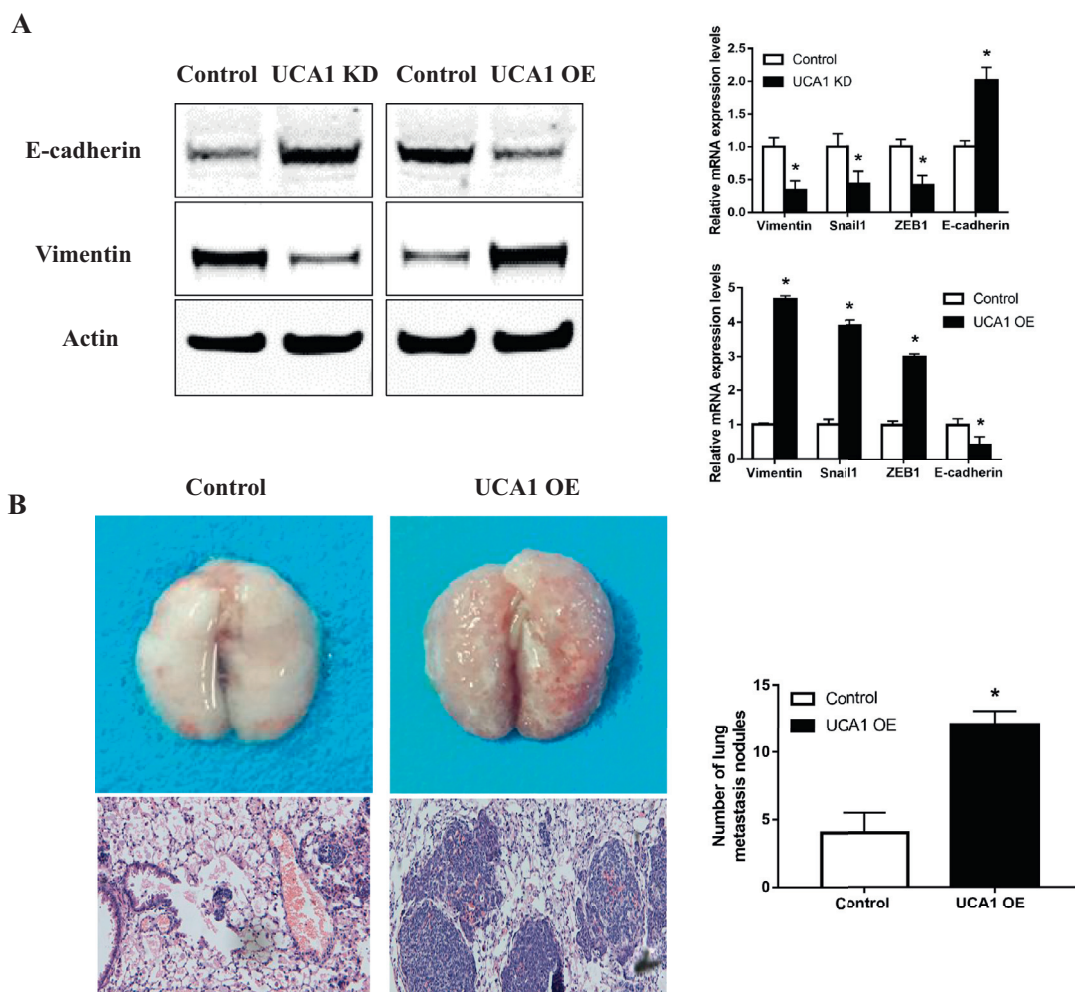 A
Control UCA1 KD Control UCA1 OE
E-cadherin
Vimentin
Actin
Relative mRNA expression levels
2.5
2.0
1.5
1.0
0.5
0.0
Control
UCA1 KD
* * * *
Vimentin Snail1 ZEB1 E-cadherin
Relative mRNA expression levels
5
4
3
2
1
0
Control
UCA1 OE
* * * *
Vimentin Snail1 ZEB1 E-cadherin
B
Control UCA1 OE
Number of lung
metastasis nodules
15
10
5
0
Control
UCA1 OE
*
Control UCA1 OE